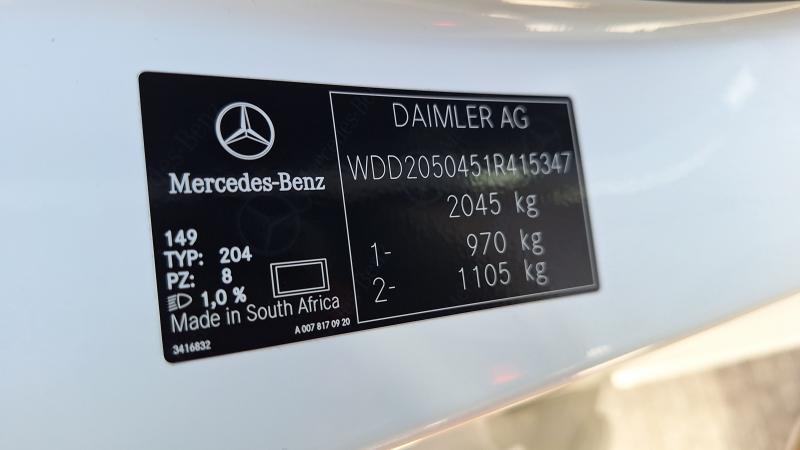 Mercedes-Benz
149
TYP: 204
PZ: 8
1,0 %
Made in South Africa
3416832
A 007 817 09 20
DAIMLER AG
WDD2050451R415347
2045 kg
1- 970 kg
2- 1105 kg